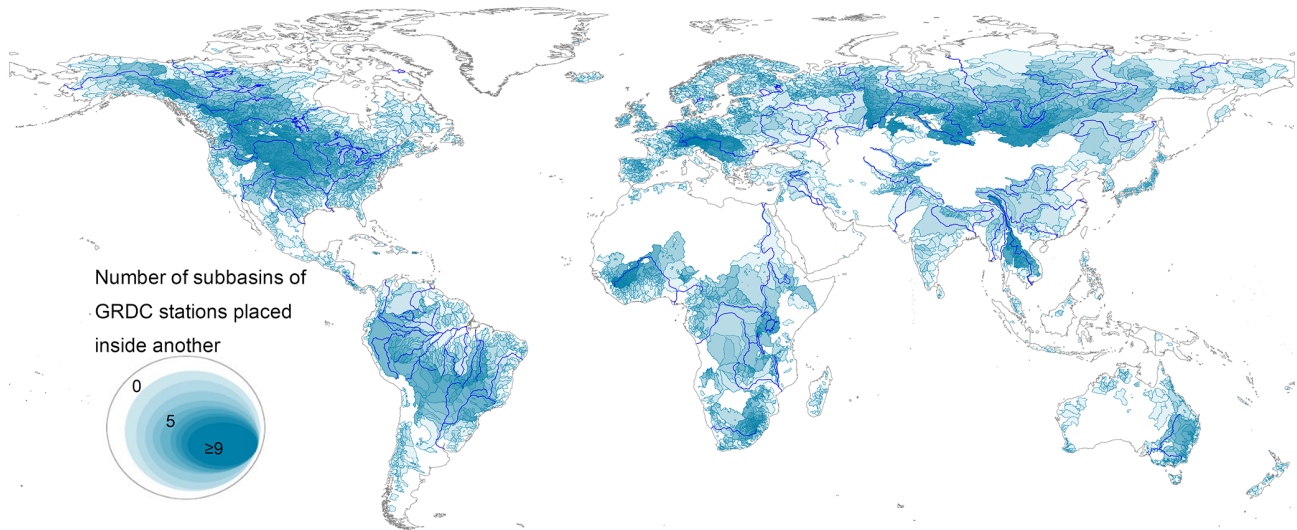 Number of subbasins of
GRDC stations placed
inside another
0
5
≥9